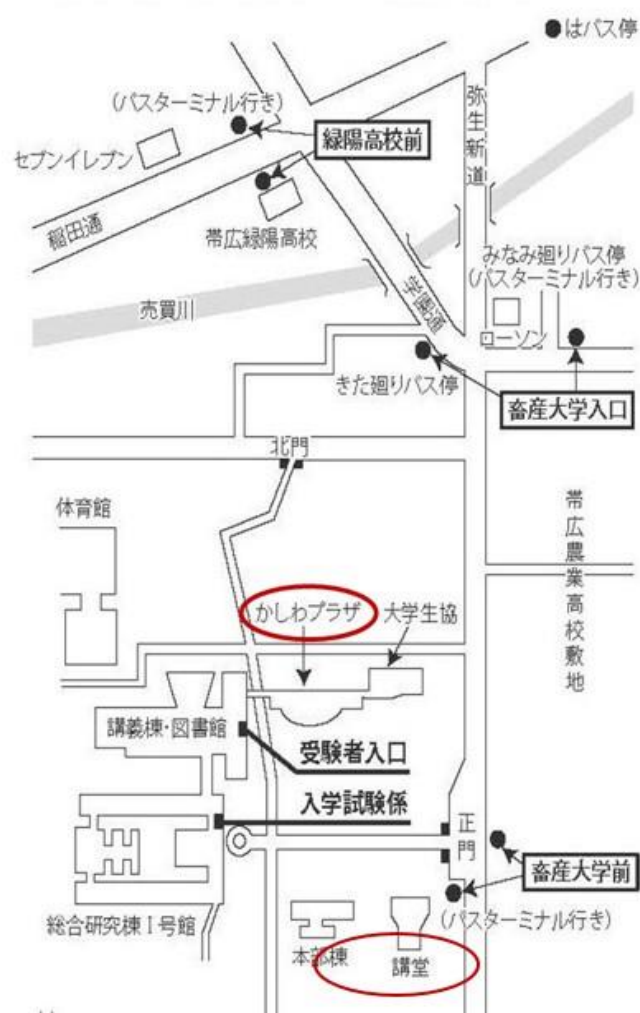 ●はバス停
(バスターミナル行き)
緑陽高校前
弥生新道
セブンイレブン
稲田通
帯広緑陽高校
みなみ廻りバス停
(バスターミナル行き)
学園通
売買川
ローソン
きた廻りバス停
畜産大学入口
北門
体育館
帯広農業高校敷地
かしわプラザ
大学生協
講義棟・図書館
受験者入口
入学試験係
正門
畜産大学前
(バスターミナル行き)
総合研究棟Ⅰ号館
本部棟
講堂